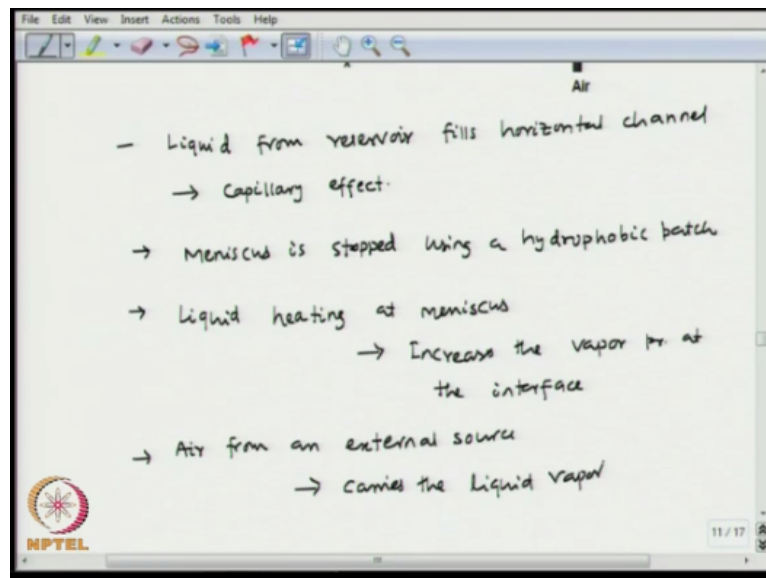 File Edit View Insert Actions Tools Help
Air
- Liquid from reservoir fills horizontal channel
→ Capillary effect.
→ Meniscus is stopped using a hydrophobic patch
→ Liquid heating at meniscus
→ Increase the vapor pr. at
the interface
→ Air from an external source
→ carries the liquid vapor
NPTEL
11 / 17